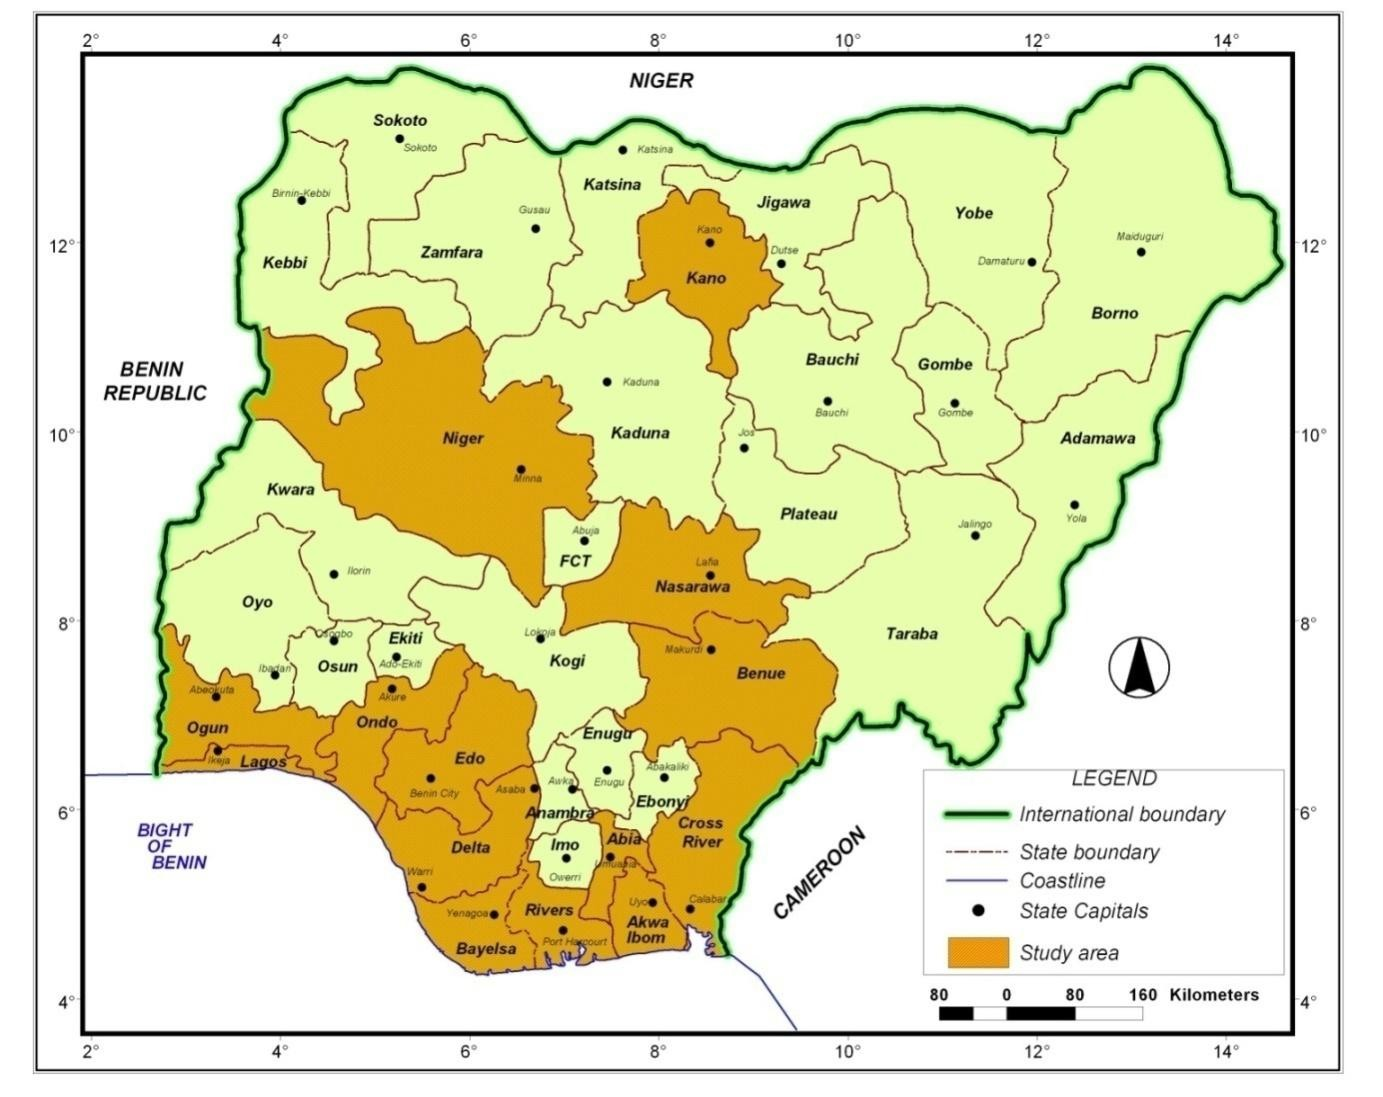 2° 4° 6° 8° 10° 12° 14°
NIGER
Sokoto
Sokoto
Katsina
Katsina
Birnin-Kebbi
Jigawa
Gusau
Yobe
Kano
Maiduguri
12° 12°
Zamfara
Dutse
Kebbi
Damaturu
Kano
Borno
BENIN
REPUBLIC
Bauchi
Gombe
Kaduna
Bauchi
Gombe
10° 10°
Niger
Kaduna
Jos
Adamawa
Minna
Kwara
Plateau
Yola
Abuja
Jalingo
FCT
Lafia
Ilorin
Nasarawa
Oyo
8° 8°
Osogbo
Ekiti
Lokoja
Taraba
Makurdi
Ibadan
Osun
Ado-Ekiti
Kogi
Benue
Abeokuta
Akure
Ogun
Ondo
Enugu
Ikeja
Lagos
Edo
Abakaliki
Benin City
Asaba
Awka
Enugu
Ebonyi
6° 6°
Anambra
Cross
River
BIGHT
OF
BENIN
Delta
Imo
Abia
Umuahia
Warri
Owerri
Yenagoa
Rivers
Uyo
Calabar
Akwa
Ibom
Bayelsa
Port Harcourt
CAMEROON
LEGEND
International boundary
State boundary
Coastline
State Capitals
Study area
80 0 80 160 Kilometers
4° 4°
2° 4° 6° 8° 10° 12° 14°